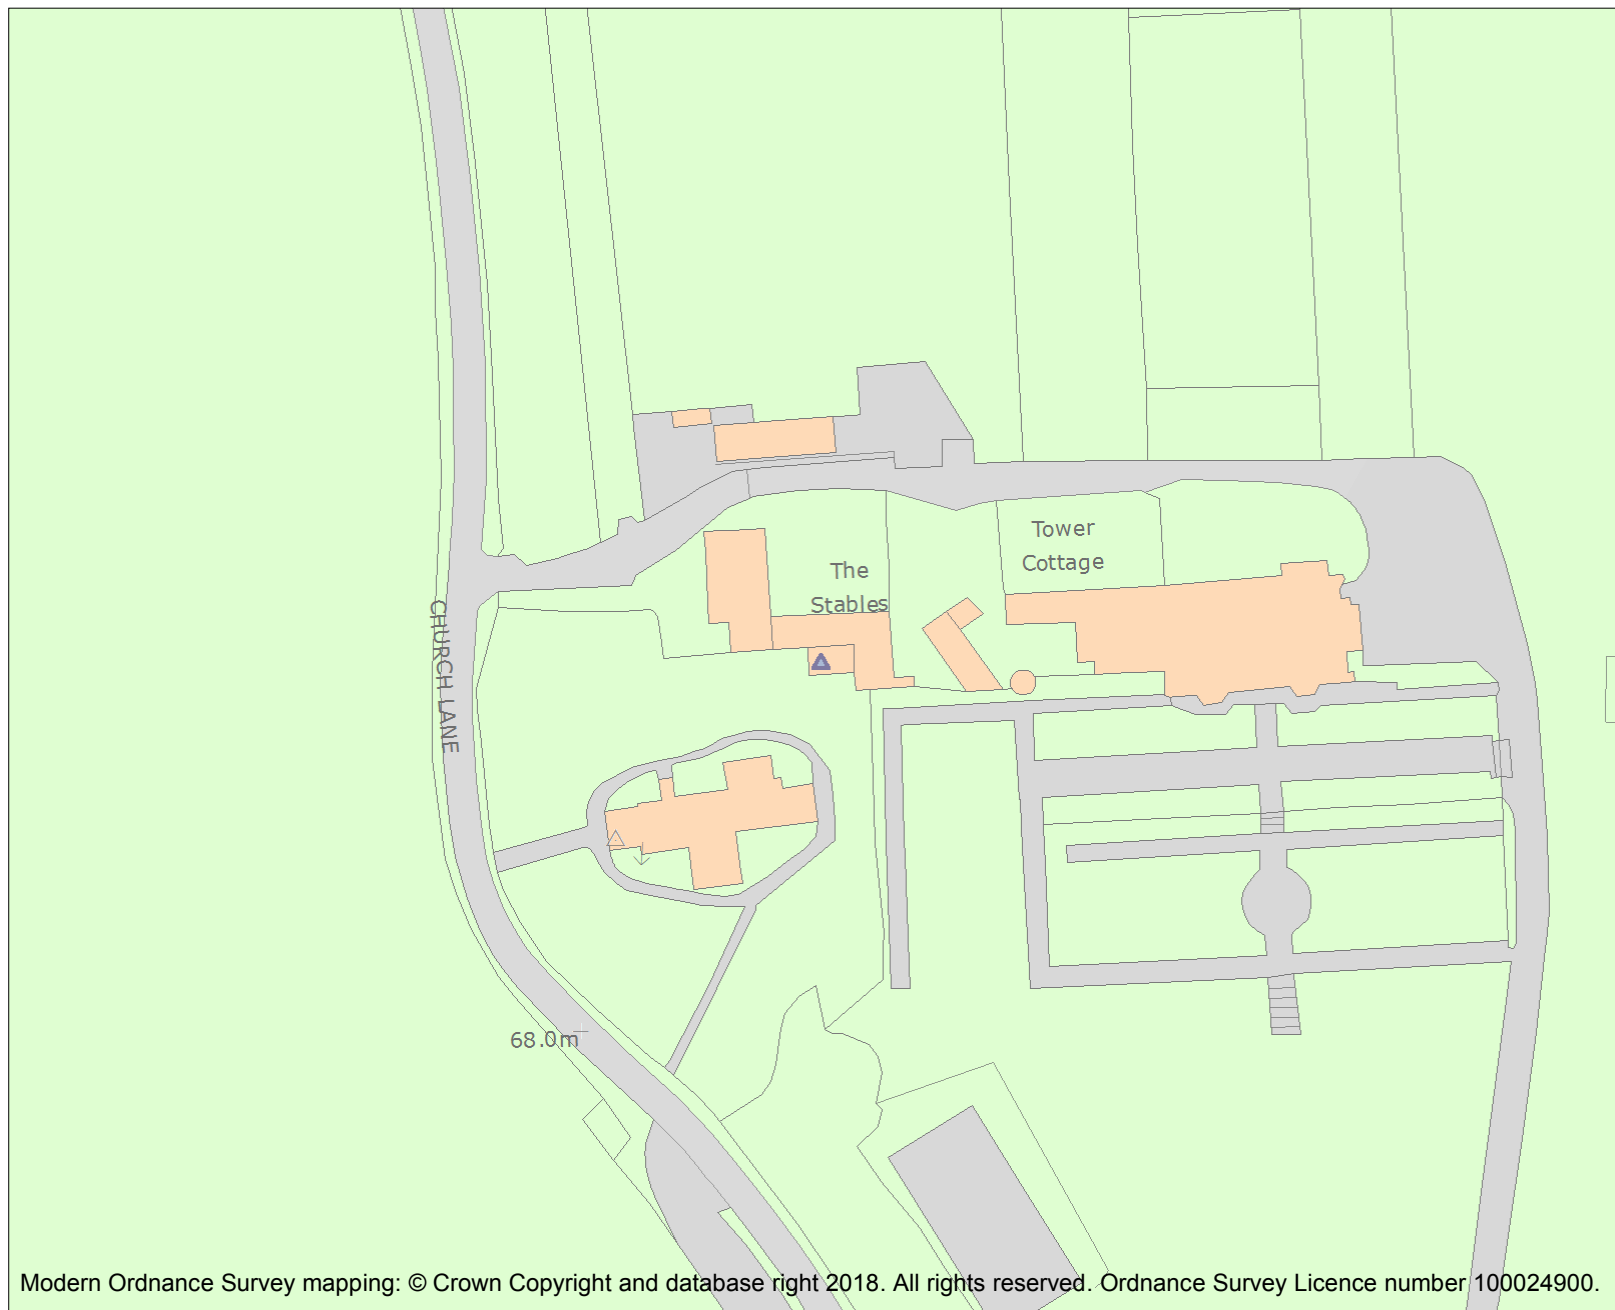 Tower
Cottage
The
Stables
CHURCH LANE
68.0m
Modern Ordnance Survey mapping: © Crown Copyright and database right 2018. All rights reserved. Ordnance Survey Licence number 100024900.